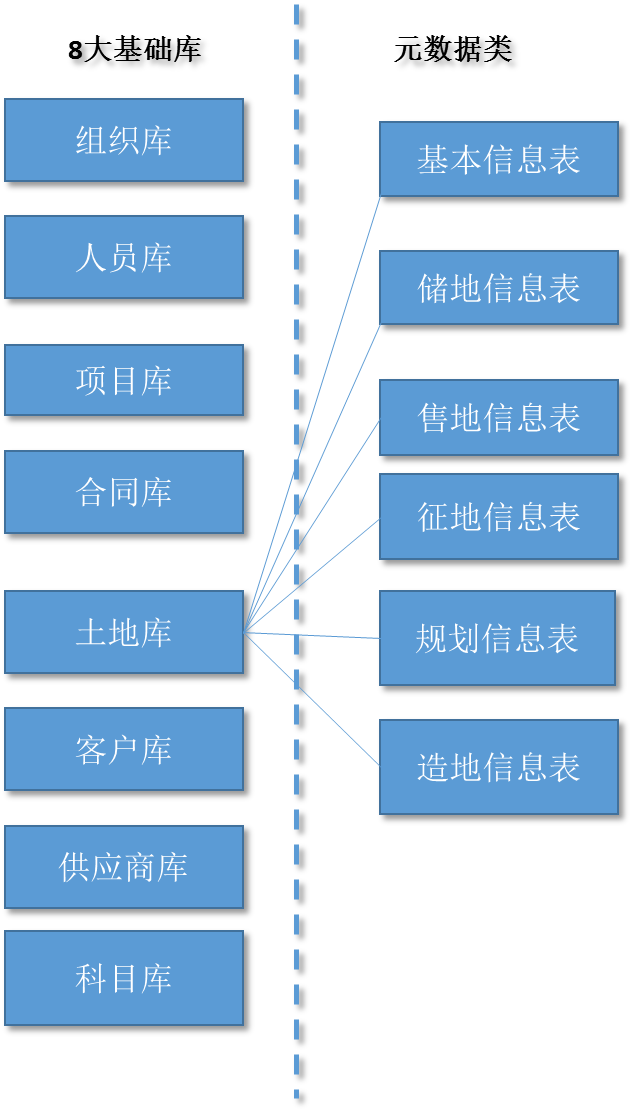 8大基础库
组织库
人员库
项目库
合同库
土地库
客户库
供应商库
科目库
元数据类
基本信息表
储地信息表
售地信息表
征地信息表
规划信息表
造地信息表